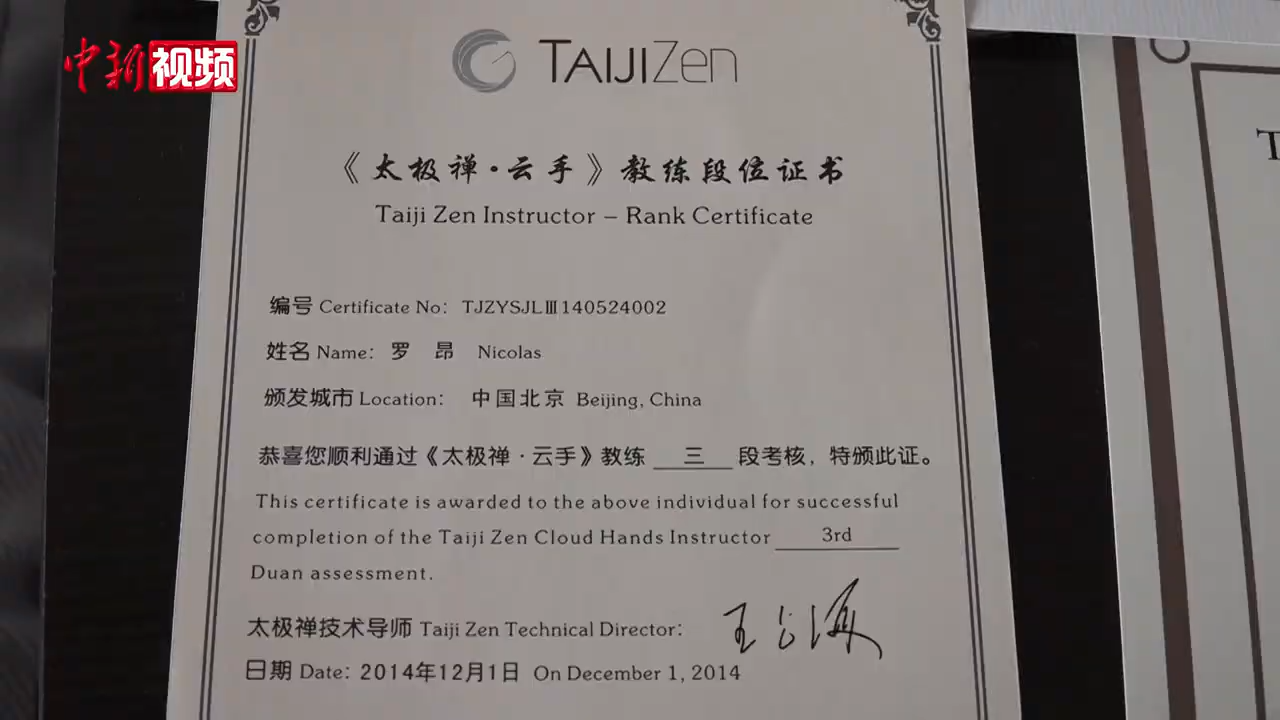 中新视频
TAIJIZen
《太极禅·云手》教练段位证书
Taiji Zen Instructor – Rank Certificate
编号 Certificate No: TJZYSJLⅢ140524002
姓名 Name: 罗 昂 Nicolas
颁发城市 Location: 中国北京 Beijing, China
恭喜您顺利通过《太极禅·云手》教练 三 段考核，特颁此证。
This certificate is awarded to the above individual for successful
completion of the Taiji Zen Cloud Hands Instructor 3rd
Duan assessment.
太极禅技术导师 Taiji Zen Technical Director:
日期 Date: 2014年12月1日 On December 1, 2014
T